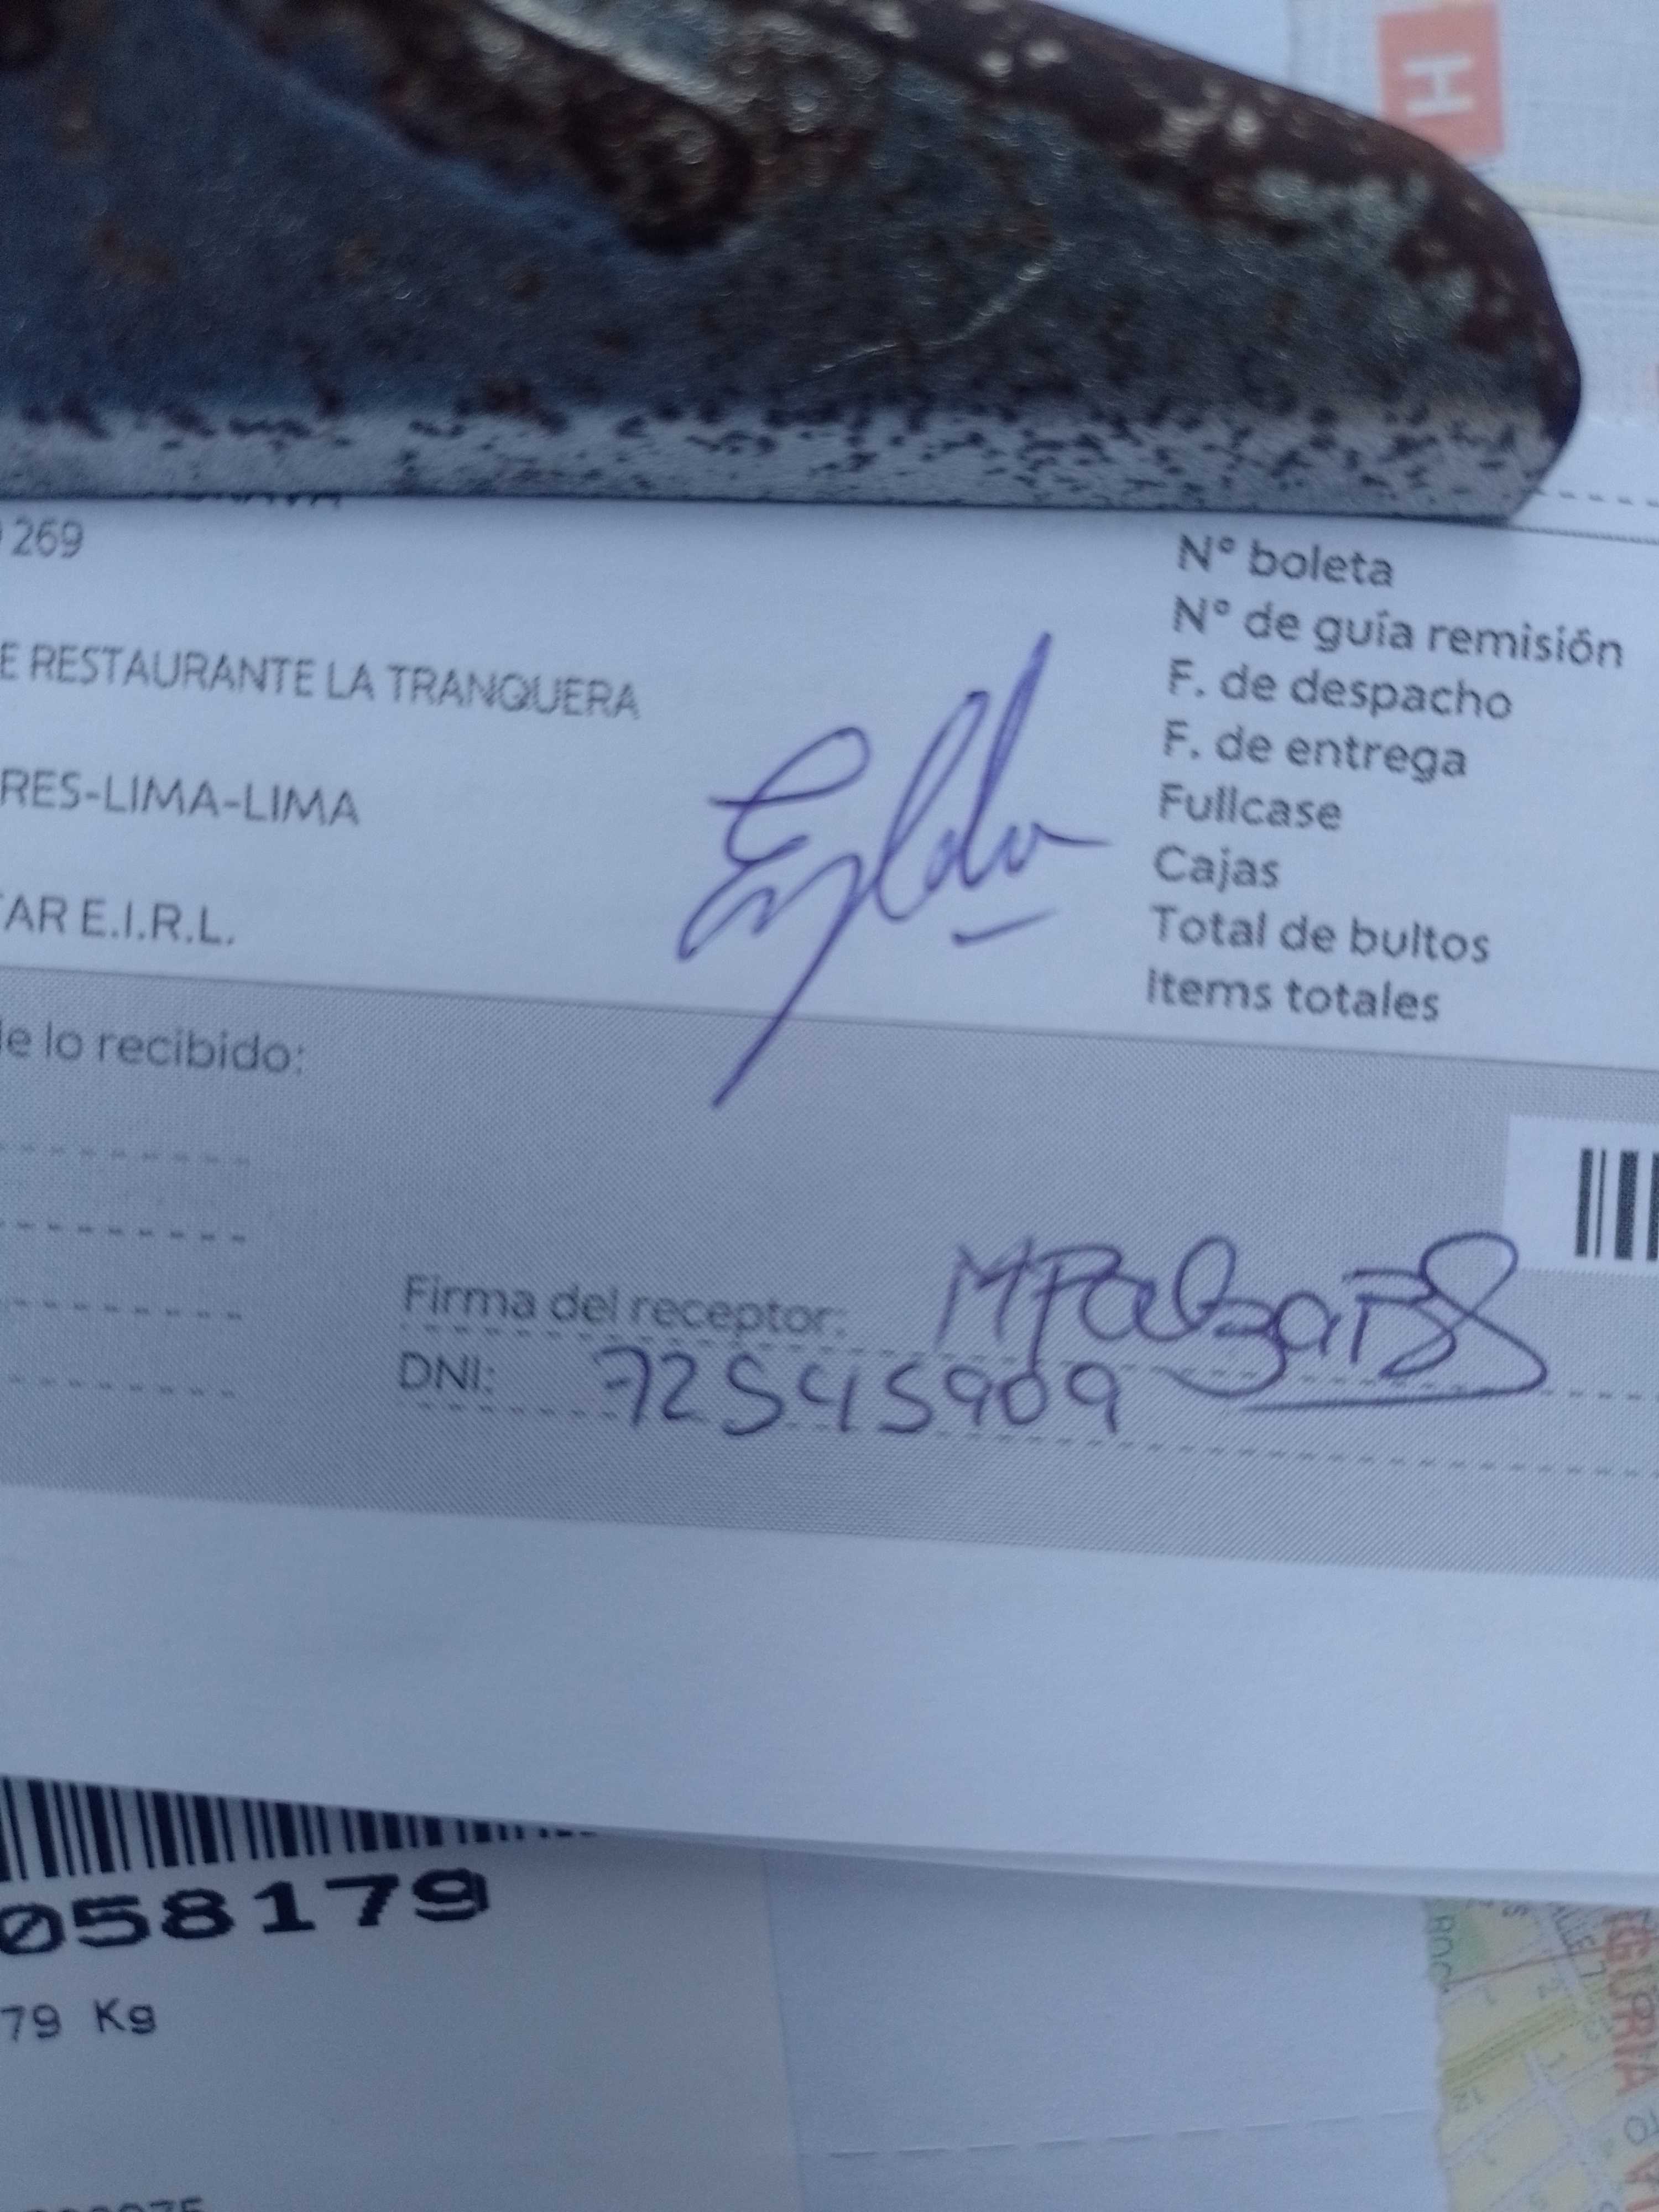 H
269
E RESTAURANTE LA TRANQUERA
RES-LIMA-LIMA
TAR E.I.R.L.
N° boleta
N° de guía remisión
F. de despacho
F. de entrega
Fullcase
Cajas
Total de bultos
Items totales
de lo recibido:
Firma del receptor:
DNI: 72545909
058179
79 Kg